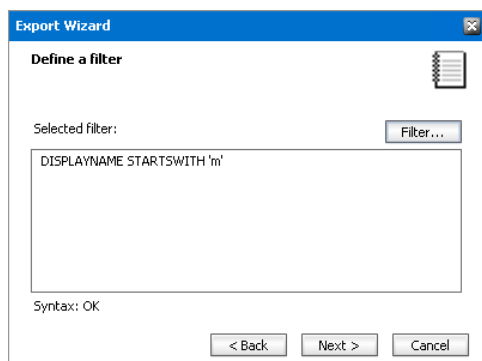 Export Wizard
Define a filter
Selected filter:
Filter...
DISPLAYNAME STARTSWITH 'm'
Syntax: OK
< Back Next > Cancel